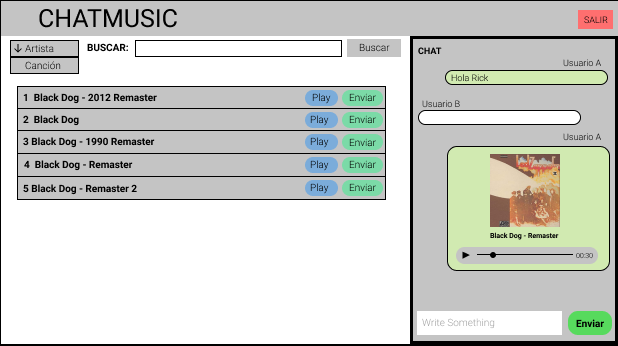 CHATMUSIC
SALIR
↓ Artista
Canción
BUSCAR:
Buscar
1 Black Dog - 2012 Remaster Play Enviar
2 Black Dog Play Enviar
3 Black Dog - 1990 Remaster Play Enviar
4 Black Dog - Remaster Play Enviar
5 Black Dog - Remaster 2 Play Enviar
CHAT
Usuario A
Hola Rick
Usuario B
Usuario A
Black Dog - Remaster
00:30
Write Something
Enviar